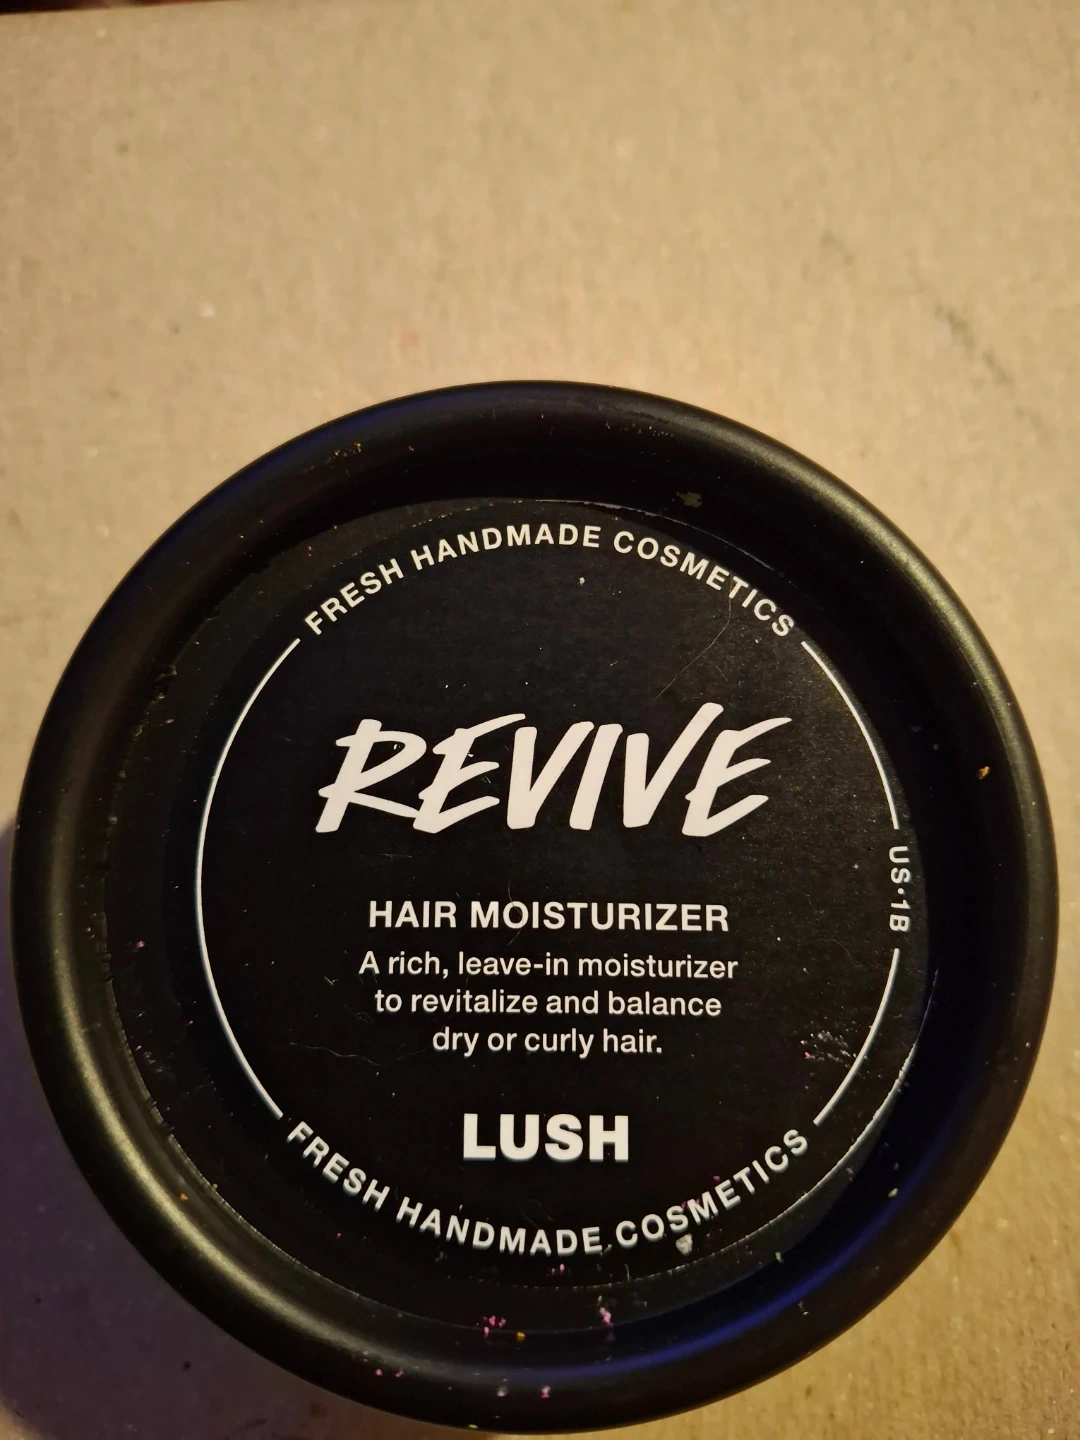 FRESH HANDMADE COSMETICS
REVIVE
US·1B
HAIR MOISTURIZER
A rich, leave-in moisturizer
to revitalize and balance
dry or curly hair.
LUSH
FRESH HANDMADE COSMETICS